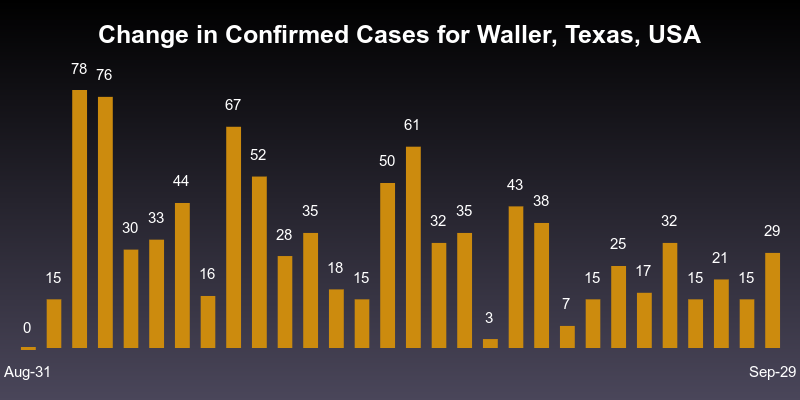 Change in Confirmed Cases for Waller, Texas, USA
0 15 78 76 30 33 44 16 67 52 28 35 18 15 50 61 32 35 3 43 38 7 15 25 17 32 15 21 15 29
Aug-31 Sep-29